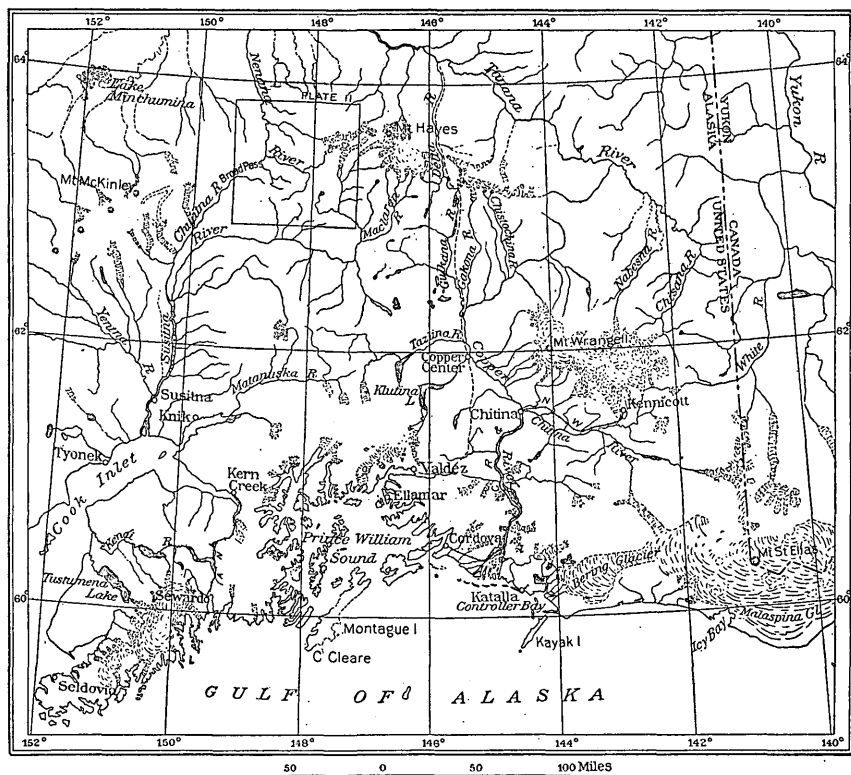 152° 150° 148° 146° 144° 142° 140°
64° 64°
Lake
Minchumina
Nenana
River
PLATE II
Mt Hayes
Delta R
Tanana
River
YUKON
ALASKA
Yukon
R
Mt McKinley
Chulitna R
Broad Pass
River
Maclaren
R
Gulkana R
Gakona R
Chistochina R
Nabesna R
Chisana R
CANADA
UNITED STATES
62° 62°
Yentna
R
Susitna
Tazlina R
Copper
Center
Copper
Mt Wrangell
White
R
Matanuska R
Klutina
L
Susitna
Knik
Chitina
Chitina
River
Kennicott
Tyonek
Cook Inlet
Kern
Creek
Valdez
Ellamar
River
Kenai
R
Prince William
Sound
Cordova
Bering Glacier
Mt St Elias
Tustumena
Lake
Seward
Katalla
Controller Bay
Malaspina Gl
60° 60°
Icy Bay
Montague I
Kayak I
C Cleare
Seldovia
GULF OF ALASKA
152° 150° 148° 146° 144° 142° 140°
50 0 50 100 Miles